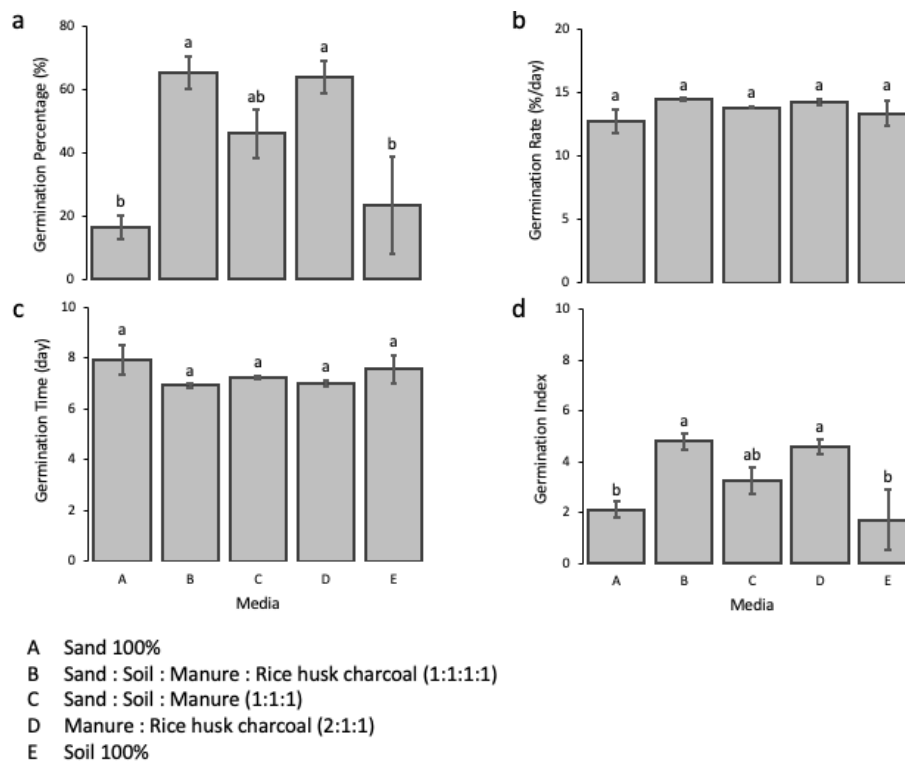 a
Germination Percentage (%)
80
60
40
20
0
b
a
ab
a
b
b
Germination Rate (%/day)
20
15
10
5
0
a
a
a
a
a
c
Germination Time (day)
10
8
6
4
2
0
a
a
a
a
a
A B C D E
Media
d
Germination Index
10
8
6
4
2
0
b
a
ab
a
b
A B C D E
Media
A Sand 100%
B Sand : Soil : Manure : Rice husk charcoal (1:1:1:1)
C Sand : Soil : Manure (1:1:1)
D Manure : Rice husk charcoal (2:1:1)
E Soil 100%